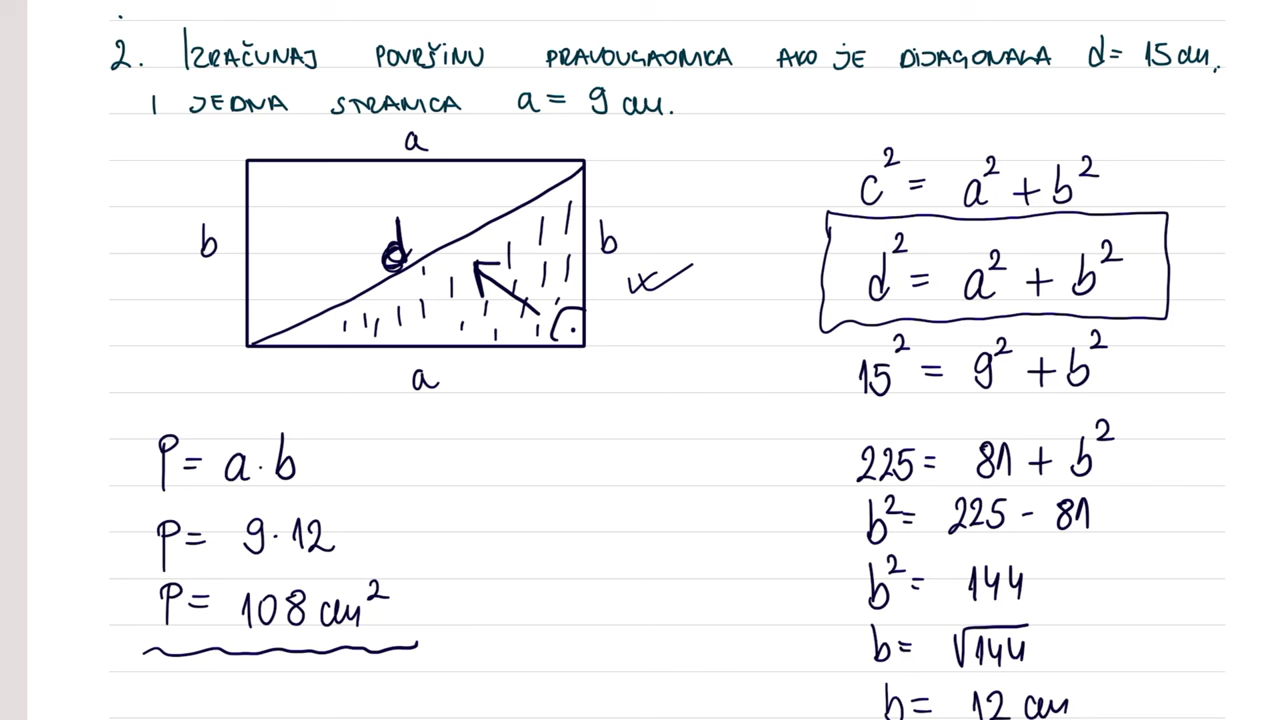 2. IZRAČUNAJ POVRŠINU PRAVOUGAONICA AKO JE DIJAGONALA d= 15 cm,
I JEDNA STRANICA a= 9 cm.
a
b
d
b
a
c² = a² + b²
d² = a² + b²
15² = 9² + b²
225 = 81 + b²
b² = 225 - 81
b² = 144
b = √144
b = 12 cm
P = a · b
P = 9 · 12
P = 108 cm²